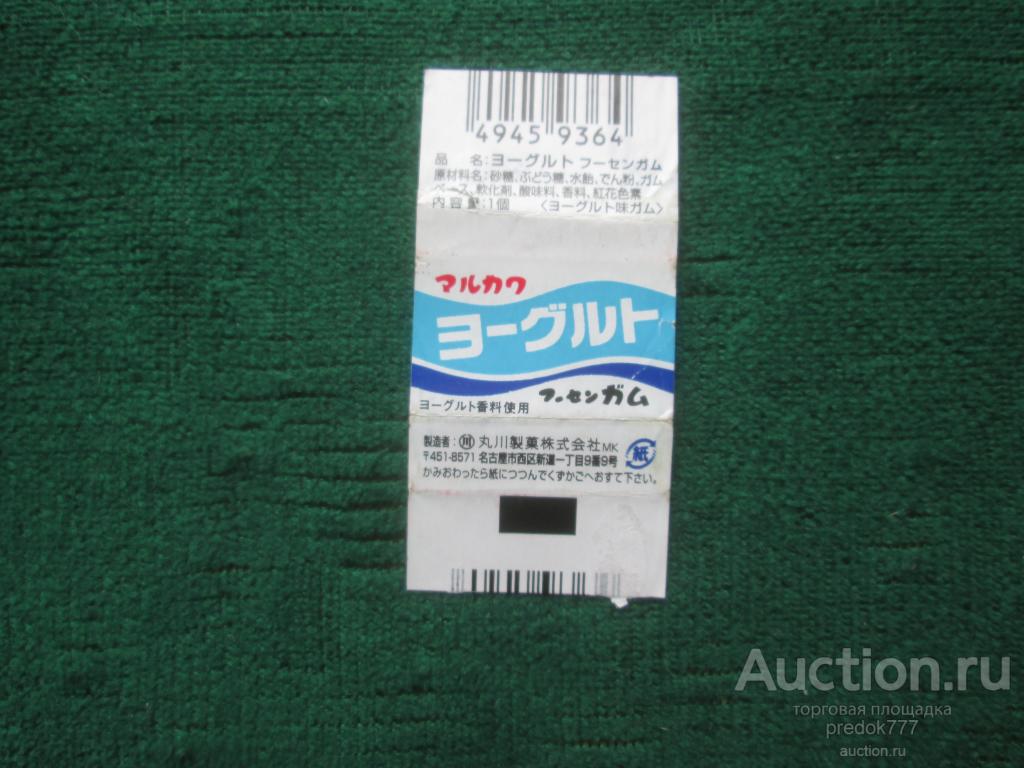 4945 9364
品 名:ヨーグルト フーセンガム
原材料名:砂糖、ぶどう糖、水飴、でん粉、ガム
ベース、軟化剤、酸味料、香料、紅花色素
内容量:1個 〈ヨーグルト味ガム〉
マルカワ
ヨーグルト
フーセンガム
ヨーグルト香料使用
製造者:㊄川 丸川製菓株式会社MK
〒451-8571 名古屋市西区新道一丁目9番9号
紙
かみおわったら紙につつんでくずかごへおすて下さい。
Auction.ru
торговая площадка
predok777
auction.ru